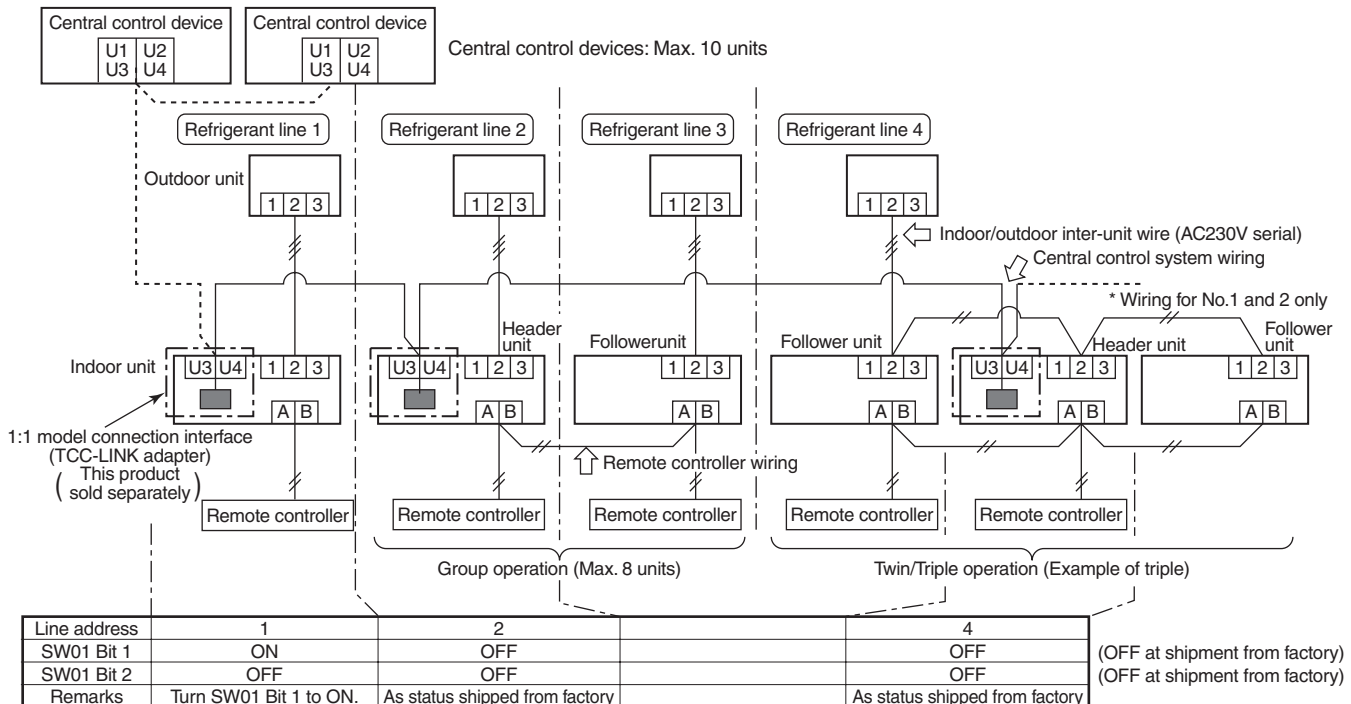 Central control device
U1 U2
U3 U4
Central control device
U1 U2
U3 U4
Central control devices: Max. 10 units
Refrigerant line 1
Refrigerant line 2
Refrigerant line 3
Refrigerant line 4
Outdoor unit
1 2 3
1 2 3
1 2 3
1 2 3
Indoor/outdoor inter-unit wire (AC230V serial)
Central control system wiring
* Wiring for No.1 and 2 only
Indoor unit
U3 U4
1 2 3
A B
Header
unit
U3 U4
1 2 3
A B
Followerunit
1 2 3
A B
Follower unit
1 2 3
A B
Header unit
U3 U4
1 2 3
A B
Follower
unit
1 2 3
A B
1:1 model connection interface
(TCC-LINK adapter)
( This product
sold separately )
Remote controller wiring
Remote controller
Remote controller
Remote controller
Remote controller
Remote controller
Group operation (Max. 8 units)
Twin/Triple operation (Example of triple)
Line address 1 2 4
SW01 Bit 1 ON OFF OFF (OFF at shipment from factory)
SW01 Bit 2 OFF OFF OFF (OFF at shipment from factory)
Remarks Turn SW01 Bit 1 to ON. As status shipped from factory As status shipped from factory